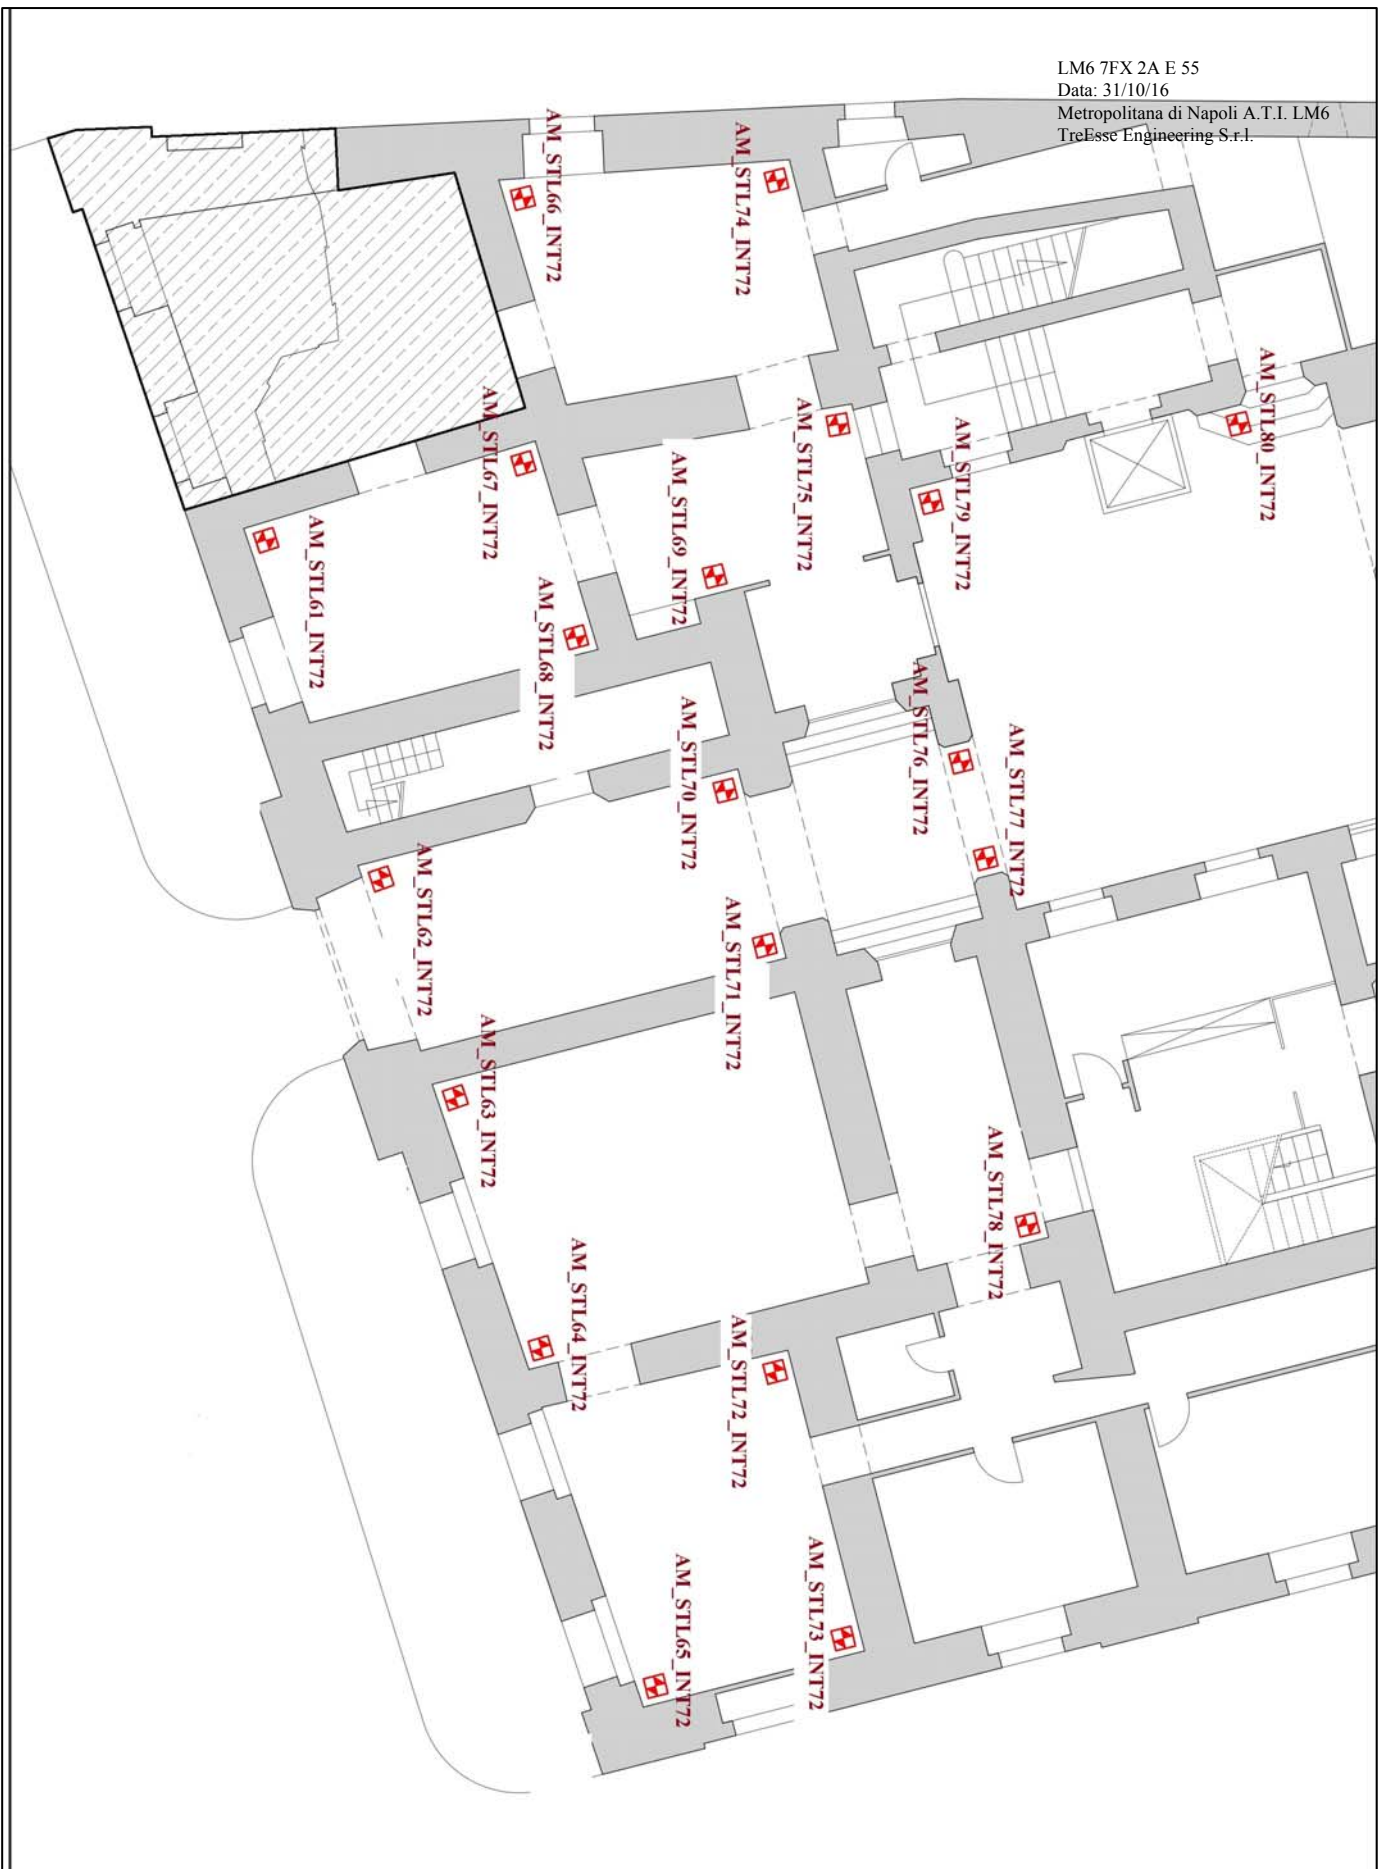 LM6 7FX 2A E 55
Data: 31/10/16
Metropolitana di Napoli A.T.I. LM6
TreEsse Engineering S.r.l.
AM_STL66_INT72
AM_STL74_INT72
AM_STL80_INT72
AM_STL67_INT72
AM_STL75_INT72
AM_STL79_INT72
AM_STL69_INT72
AM_STL61_INT72
AM_STL68_INT72
AM_STL76_INT72
AM_STL70_INT72
AM_STL77_INT72
AM_STL62_INT72
AM_STL71_INT72
AM_STL63_INT72
AM_STL78_INT72
AM_STL64_INT72
AM_STL72_INT72
AM_STL73_INT72
AM_STL65_INT72